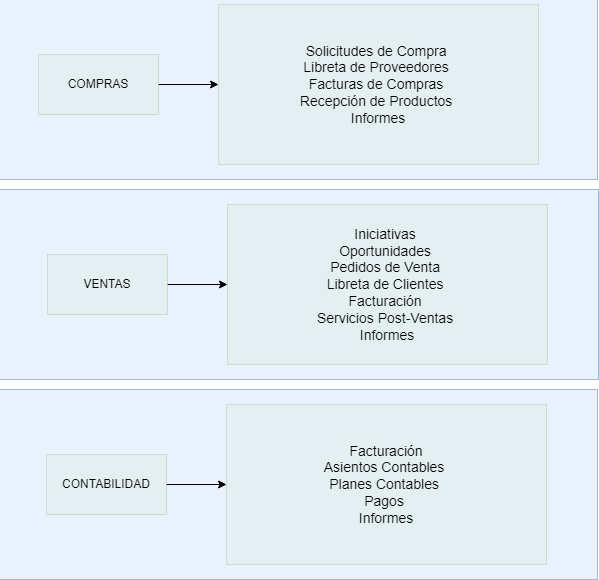 COMPRAS
Solicitudes de Compra
Libreta de Proveedores
Facturas de Compras
Recepción de Productos
Informes
VENTAS
Iniciativas
Oportunidades
Pedidos de Venta
Libreta de Clientes
Facturación
Servicios Post-Ventas
Informes
CONTABILIDAD
Facturación
Asientos Contables
Planes Contables
Pagos
Informes